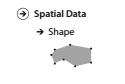 Spatial Data
→ Shape